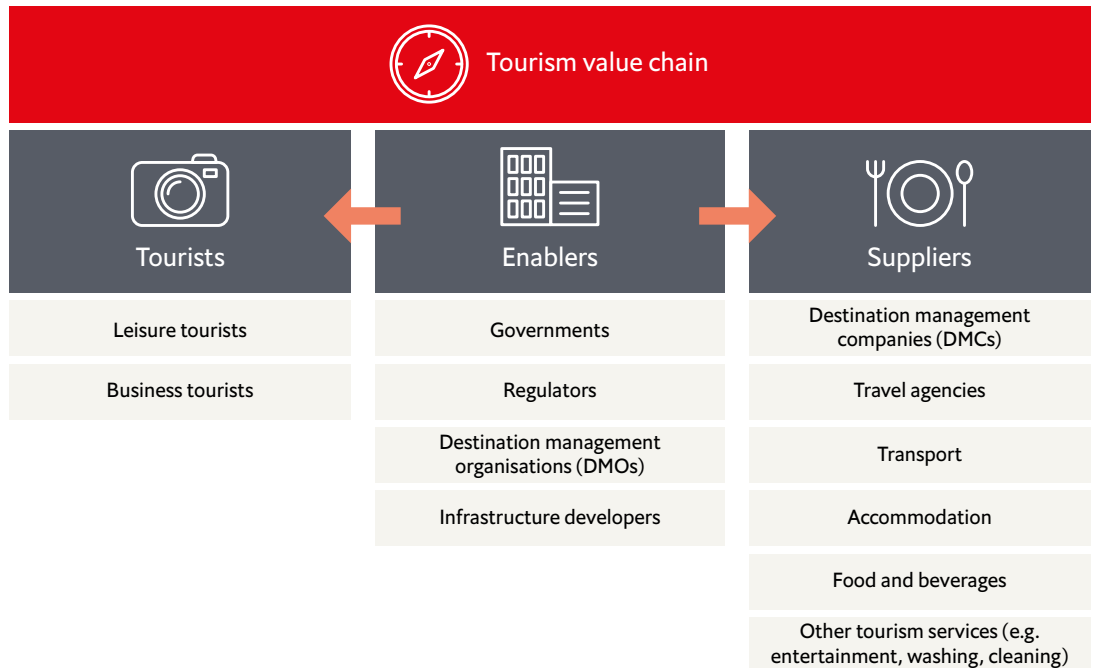 Tourism value chain
Tourists
Leisure tourists
Business tourists
Enablers
Governments
Regulators
Destination management
organisations (DMOs)
Infrastructure developers
Suppliers
Destination management
companies (DMCs)
Travel agencies
Transport
Accommodation
Food and beverages
Other tourism services (e.g.
entertainment, washing, cleaning)